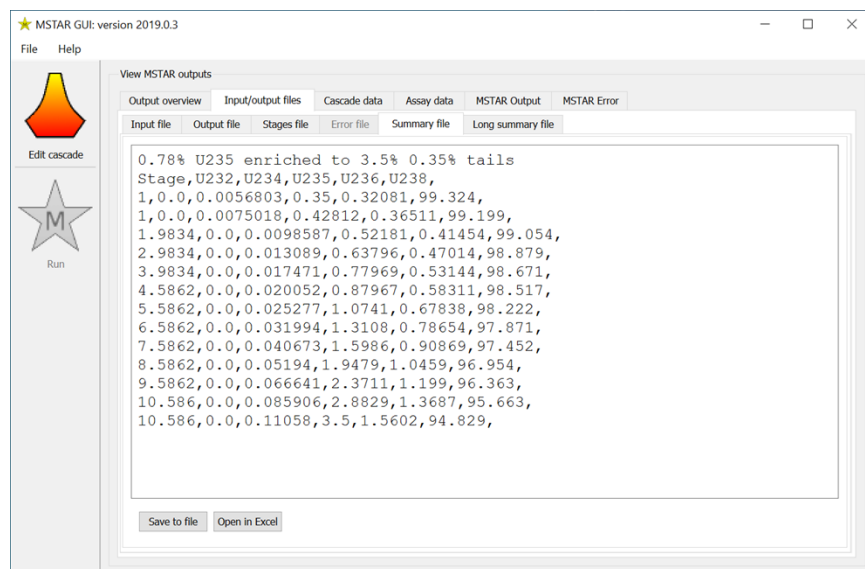 MSTAR GUI: version 2019.0.3
File Help
View MSTAR outputs
Output overview Input/output files Cascade data Assay data MSTAR Output MSTAR Error
Input file Output file Stages file Error file Summary file Long summary file
Edit cascade
M
Run
0.78% U235 enriched to 3.5% 0.35% tails
Stage,U232,U234,U235,U236,U238,
1,0.0,0.0056803,0.35,0.32081,99.324,
1,0.0,0.0075018,0.42812,0.36511,99.199,
1.9834,0.0,0.0098587,0.52181,0.41454,99.054,
2.9834,0.0,0.013089,0.63796,0.47014,98.879,
3.9834,0.0,0.017471,0.77969,0.53144,98.671,
4.5862,0.0,0.020052,0.87967,0.58311,98.517,
5.5862,0.0,0.025277,1.0741,0.67838,98.222,
6.5862,0.0,0.031994,1.3108,0.78654,97.871,
7.5862,0.0,0.040673,1.5986,0.90869,97.452,
8.5862,0.0,0.05194,1.9479,1.0459,96.954,
9.5862,0.0,0.066641,2.3711,1.199,96.363,
10.586,0.0,0.085906,2.8829,1.3687,95.663,
10.586,0.0,0.11058,3.5,1.5602,94.829,
Save to file Open in Excel